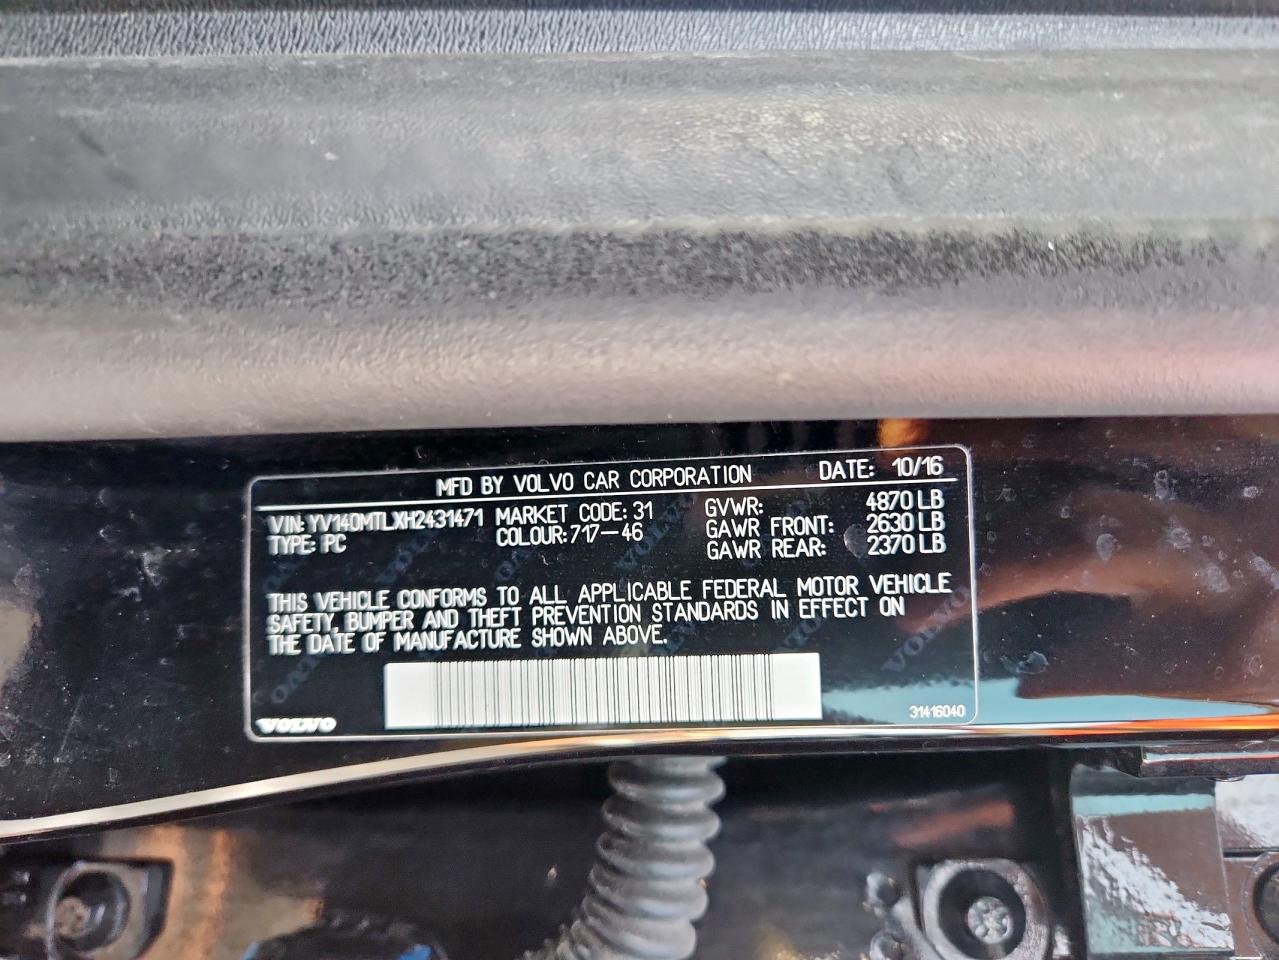 MFD BY VOLVO CAR CORPORATION DATE: 10/16
VIN: YV140MTLXH2431471 MARKET CODE: 31 GVWR: 4870 LB
TYPE: PC COLOUR: 717-46 GAWR FRONT: 2630 LB
GAWR REAR: 2370 LB
THIS VEHICLE CONFORMS TO ALL APPLICABLE FEDERAL MOTOR VEHICLE
SAFETY, BUMPER AND THEFT PREVENTION STANDARDS IN EFFECT ON
THE DATE OF MANUFACTURE SHOWN ABOVE.
VOLVO
31416040